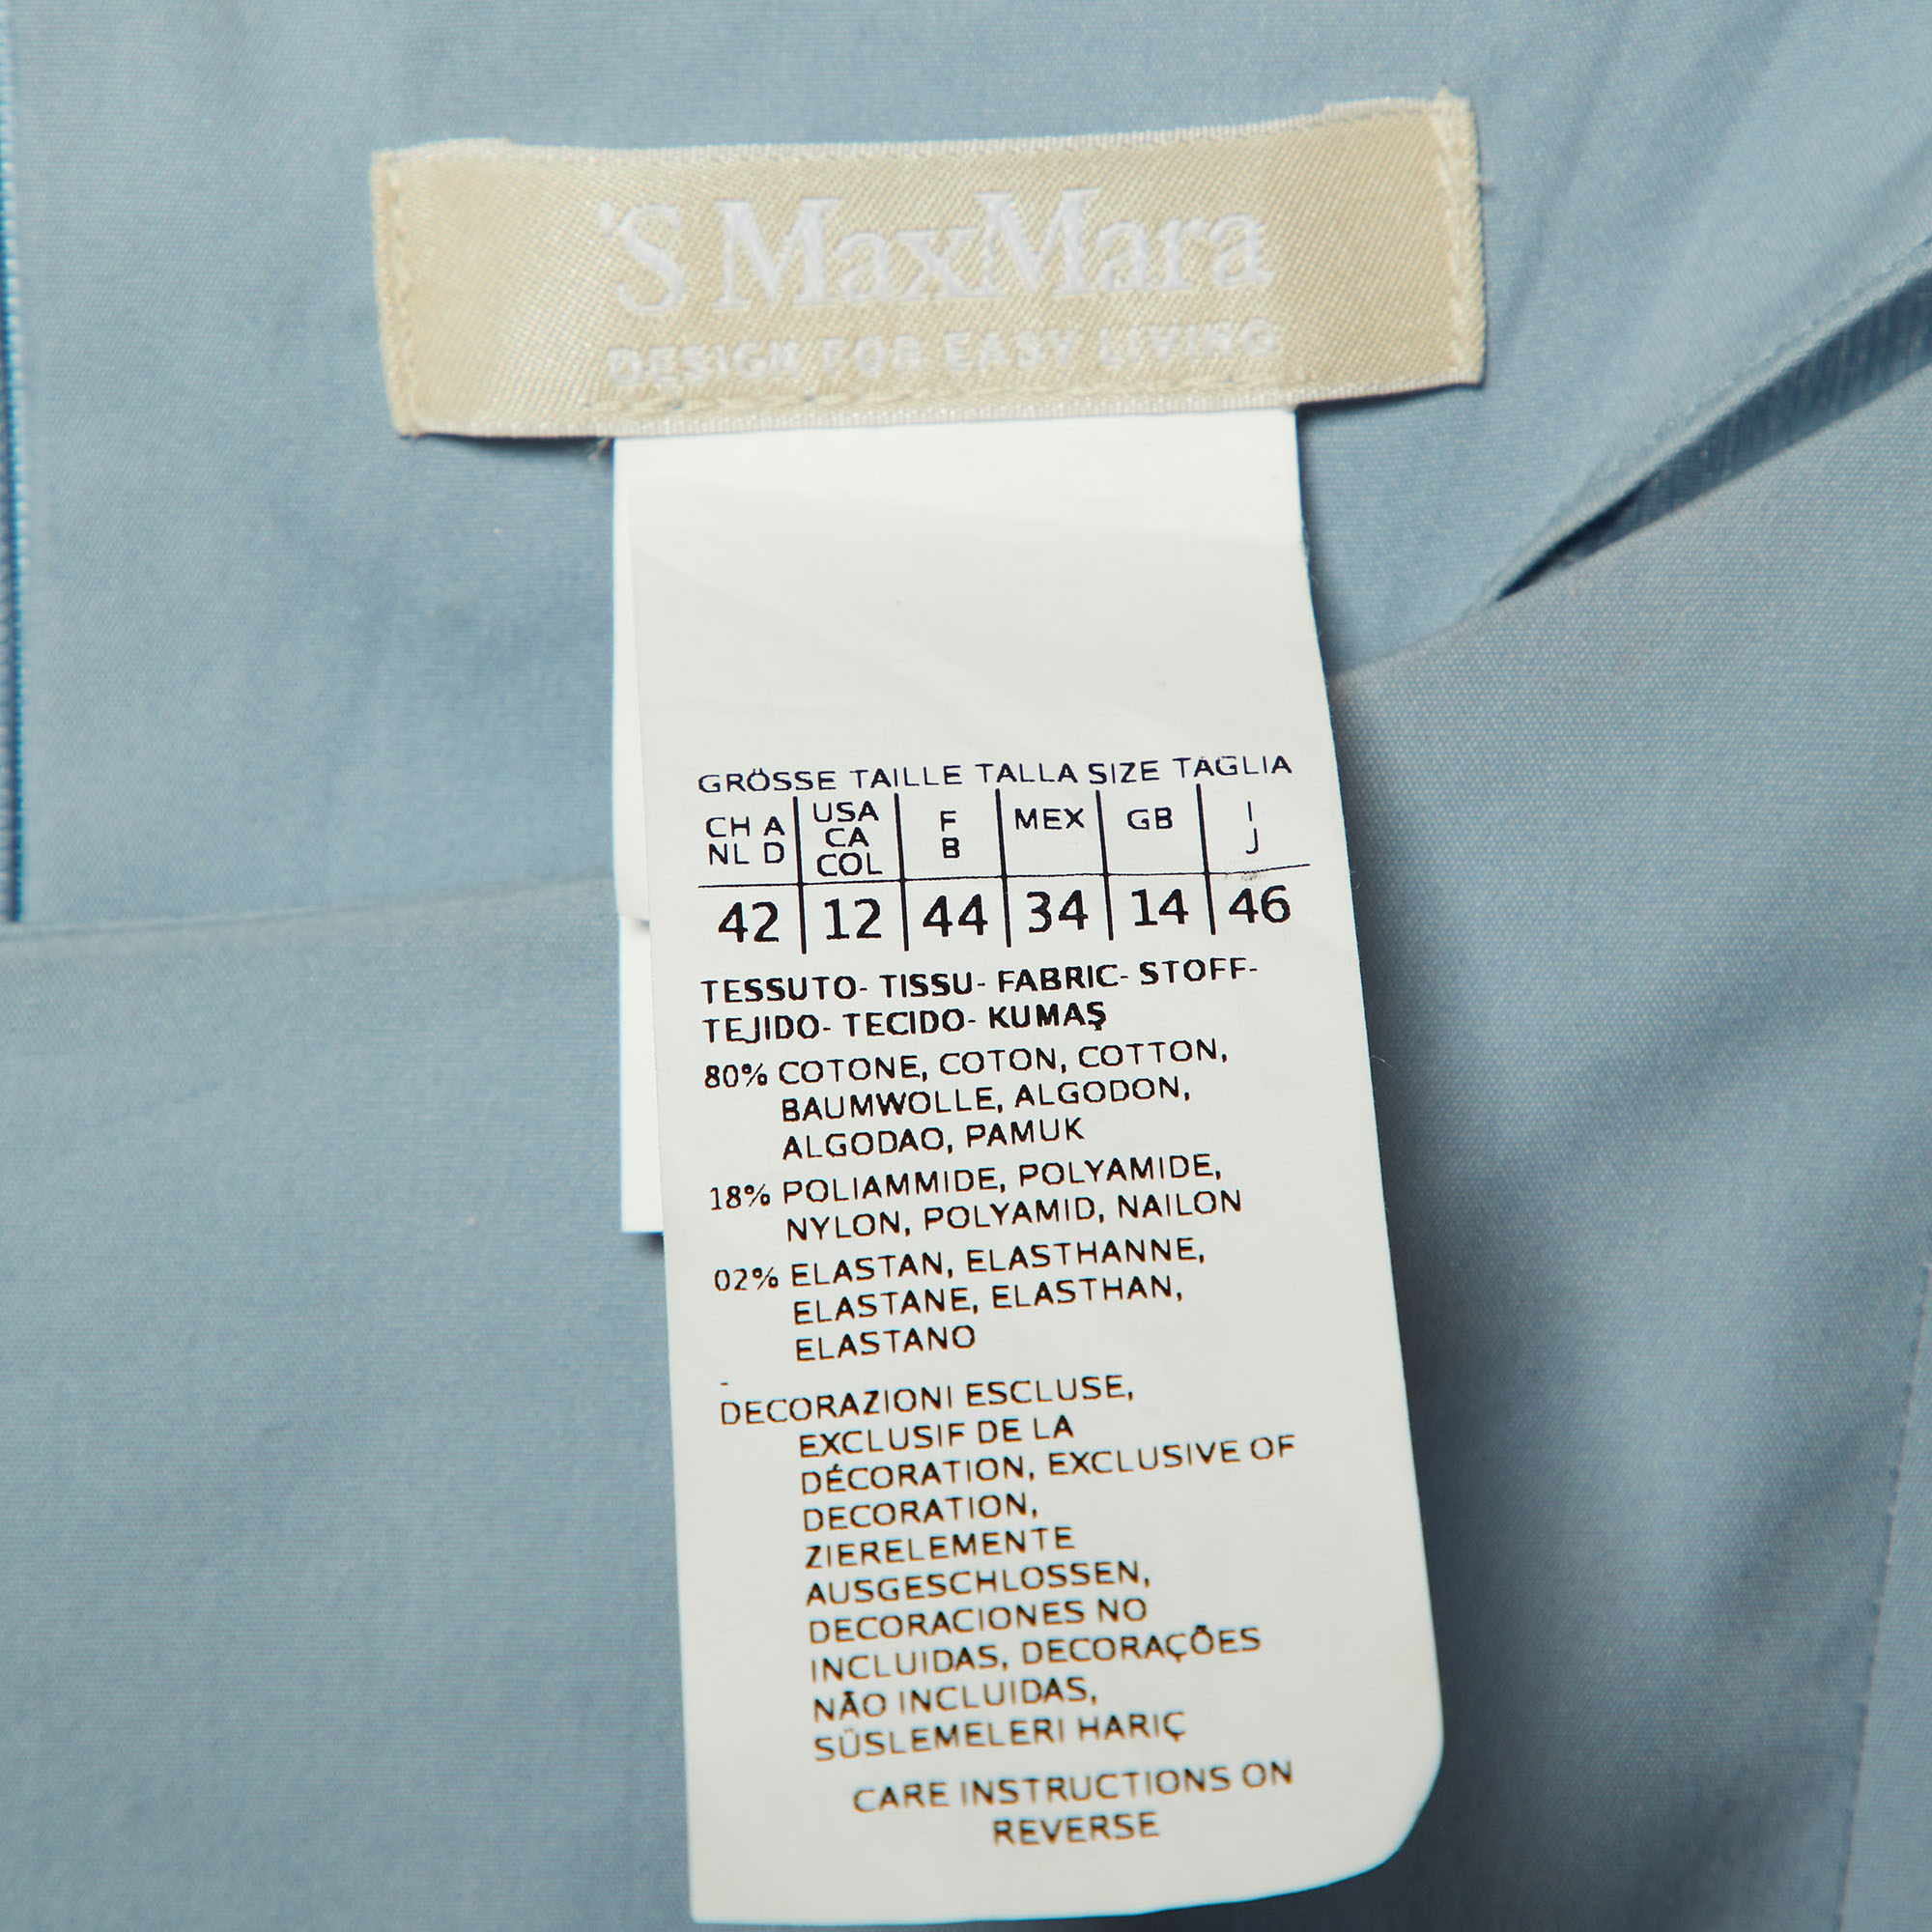 'S MaxMara
DESIGN FOR EASY LIVING
GRÖSSE TAILLE TALLA SIZE TAGLIA
CH A USA F MEX GB I
NL D CA B J
COL
42 12 44 34 14 46
TESSUTO- TISSU- FABRIC- STOFF-
TEJIDO- TECIDO- KUMAŞ
80% COTONE, COTON, COTTON,
BAUMWOLLE, ALGODON,
ALGODAO, PAMUK
18% POLIAMMIDE, POLYAMIDE,
NYLON, POLYAMID, NAILON
02% ELASTAN, ELASTHANNE,
ELASTANE, ELASTHAN,
ELASTANO
-
DECORAZIONI ESCLUSE,
EXCLUSIF DE LA
DÉCORATION, EXCLUSIVE OF
DECORATION,
ZIERELEMENTE
AUSGESCHLOSSEN,
DECORACIONES NO
INCLUIDAS, DECORAÇÕES
NÃO INCLUIDAS,
SÜSLEMELERI HARIÇ
CARE INSTRUCTIONS ON
REVERSE